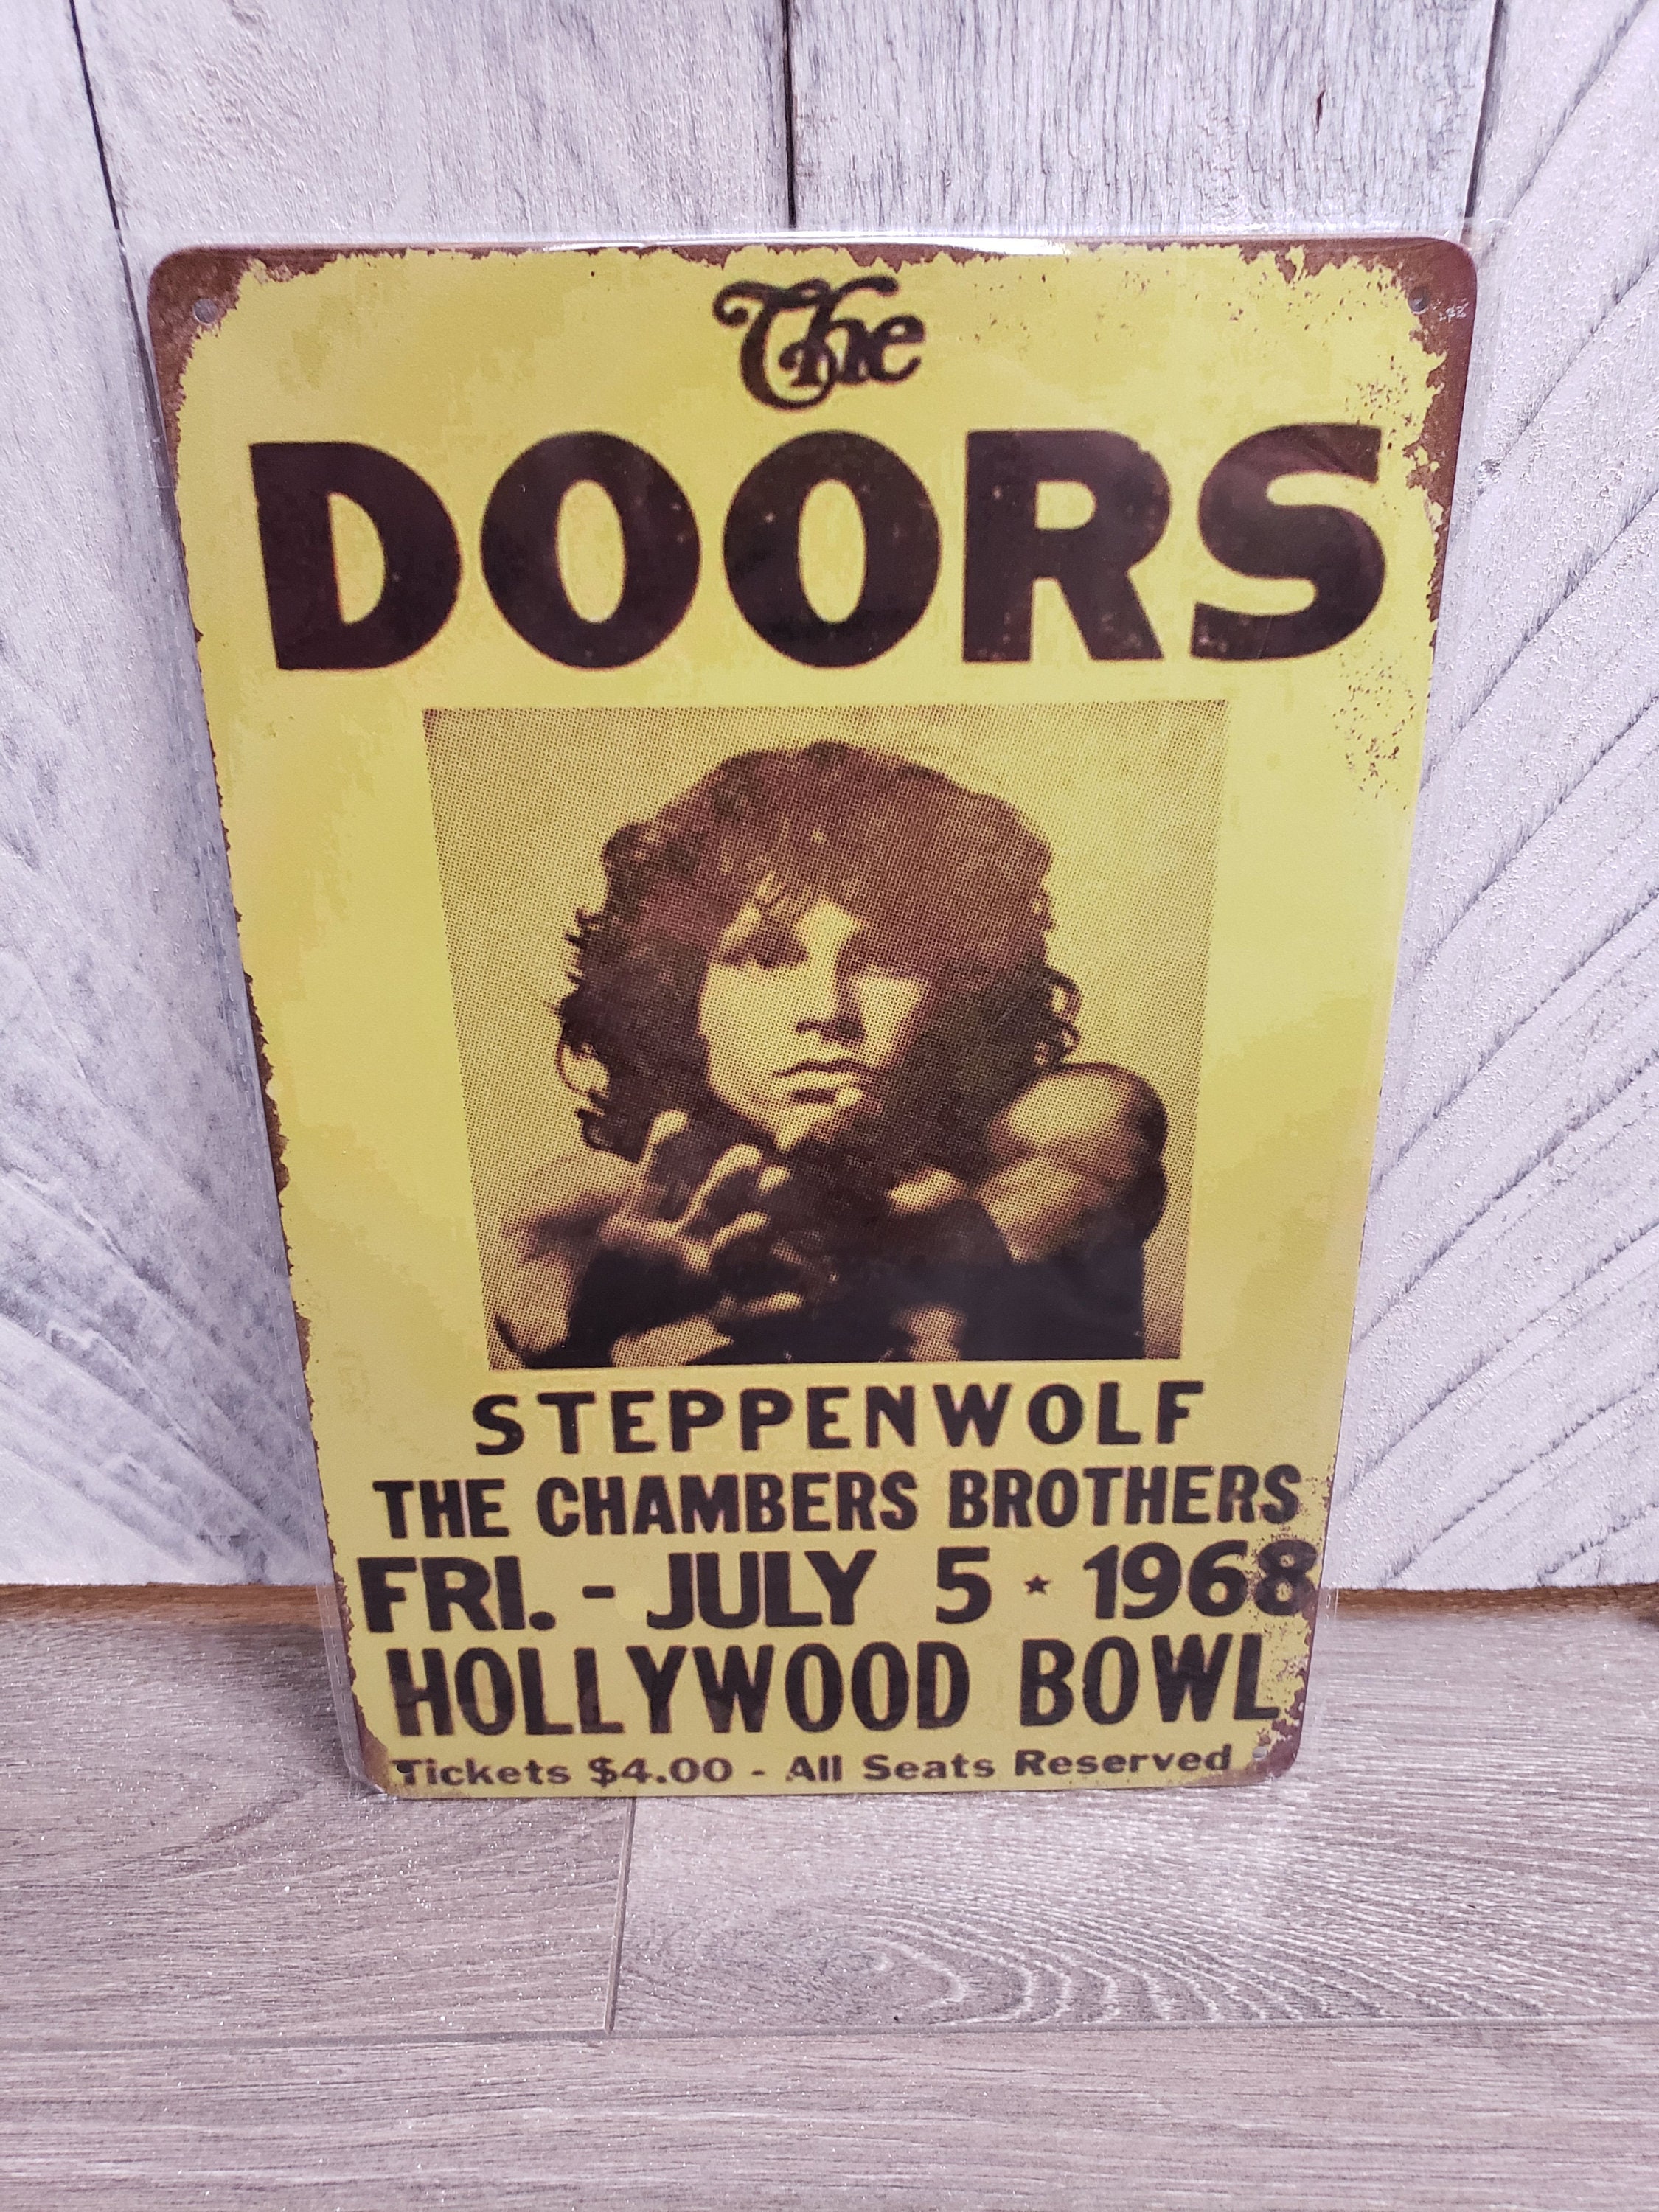 The
DOORS
STEPPENWOLF
THE CHAMBERS BROTHERS
FRI. - JULY 5 ★ 1968
HOLLYWOOD BOWL
Tickets $4.00 - All Seats Reserved